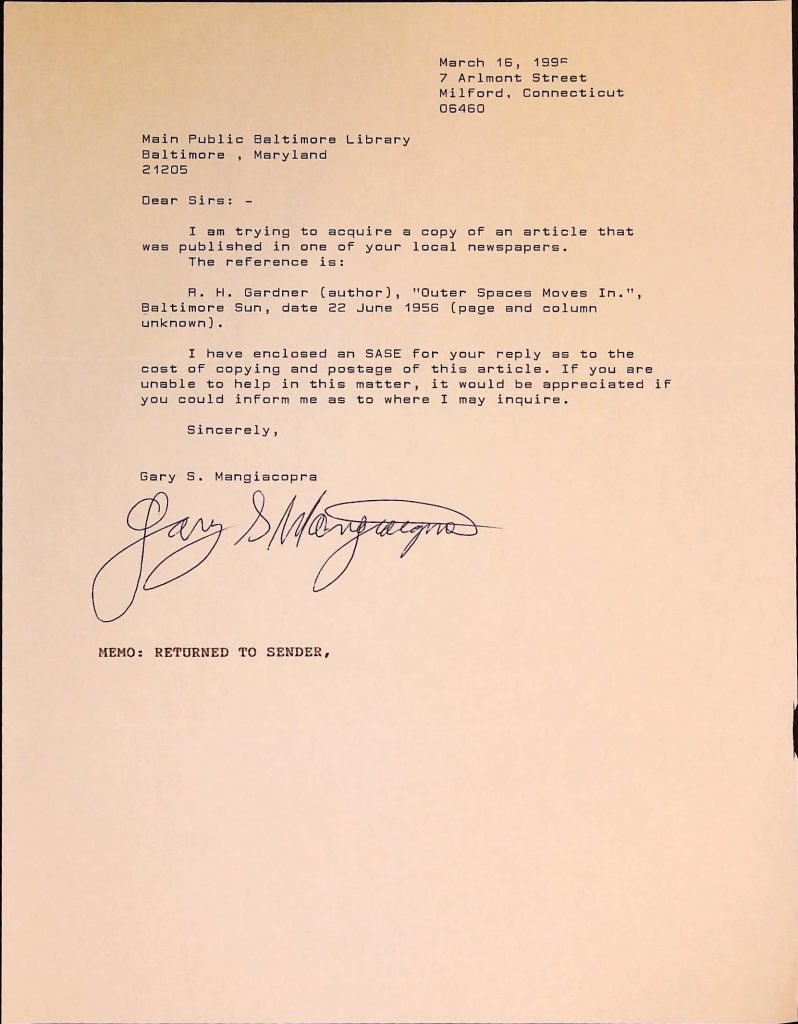 March 16, 1995
7 Arlmont Street
Milford, Connecticut
06460
Main Public Baltimore Library
Baltimore , Maryland
21205
Dear Sirs: -
I am trying to acquire a copy of an article that
was published in one of your local newspapers.
The reference is:
R. H. Gardner (author), "Outer Spaces Moves In.",
Baltimore Sun, date 22 June 1956 (page and column
unknown).
I have enclosed an SASE for your reply as to the
cost of copying and postage of this article. If you are
unable to help in this matter, it would be appreciated if
you could inform me as to where I may inquire.
Sincerely,
Gary S. Mangiacopra
Gary S Mangiacopra
MEMO: RETURNED TO SENDER,